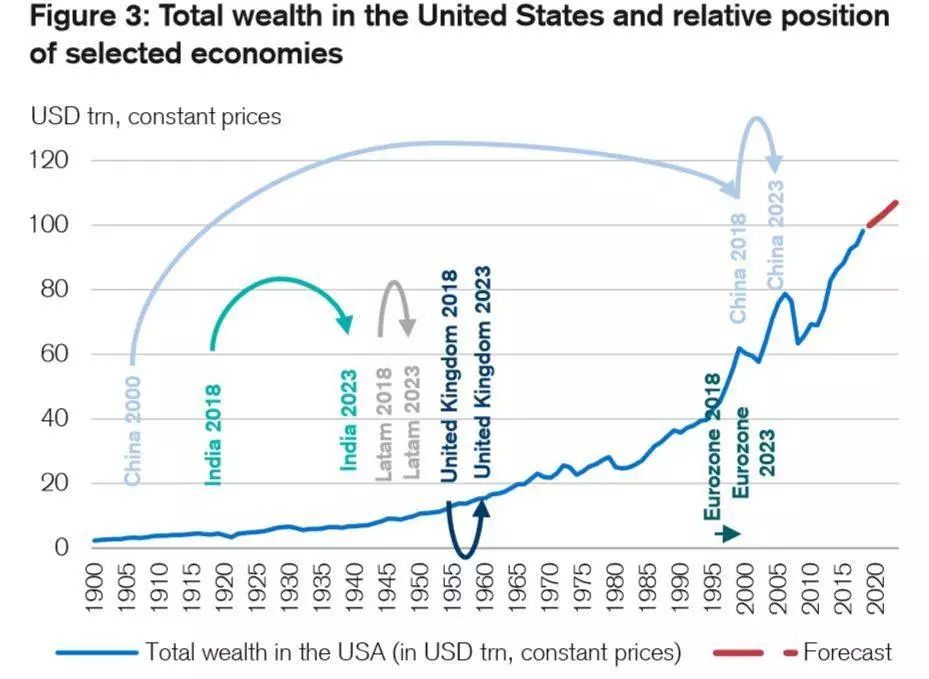 Figure 3: Total wealth in the United States and relative position
of selected economies
USD trn, constant prices
120
100
80
60
40
20
0
China 2000
India 2018
India 2023
Latam 2018
Latam 2023
United Kingdom 2018
United Kingdom 2023
Eurozone 2018
Eurozone
2023
China 2018
China 2023
1900 1905 1910 1915 1920 1925 1930 1935 1940 1945 1950 1955 1960 1965 1970 1975 1980 1985 1990 1995 2000 2005 2010 2015 2020
Total wealth in the USA (in USD trn, constant prices) Forecast